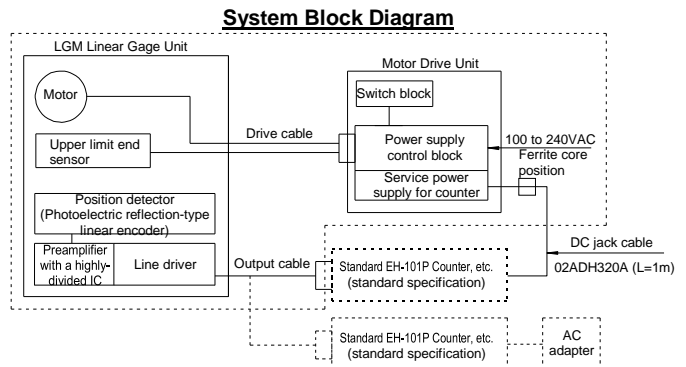 System Block Diagram
LGM Linear Gage Unit
Motor
Upper limit end
sensor
Position detector
(Photoelectric reflection-type
linear encoder)
Preamplifier
with a highly-
divided IC
Line driver
Drive cable
Output cable
Motor Drive Unit
Switch block
Power supply
control block
Service power
supply for counter
100 to 240VAC
Ferrite core
position
DC jack cable
02ADH320A (L=1m)
Standard EH-101P Counter, etc.
(standard specification)
Standard EH-101P Counter, etc.
(standard specification)
AC
adapter